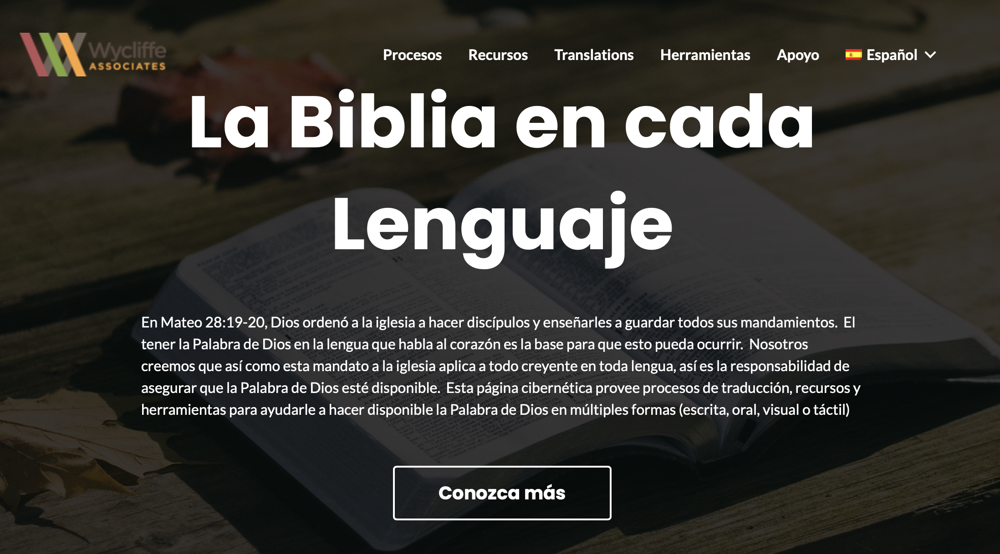 Wycliffe
ASSOCIATES
Procesos Recursos Translations Herramientas Apoyo Español
La Biblia en cada
Lenguaje
En Mateo 28:19-20, Dios ordenó a la iglesia a hacer discípulos y enseñarles a guardar todos sus mandamientos.  El
tener la Palabra de Dios en la lengua que habla al corazón es la base para que esto pueda ocurrir.  Nosotros
creemos que así como esta mandato a la iglesia aplica a todo creyente en toda lengua, así es la responsabilidad de
asegurar que la Palabra de Dios esté disponible.  Esta página cibernética provee procesos de traducción, recursos y
herramientas para ayudarle a hacer disponible la Palabra de Dios en múltiples formas (escrita, oral, visual o táctil)
Conozca más